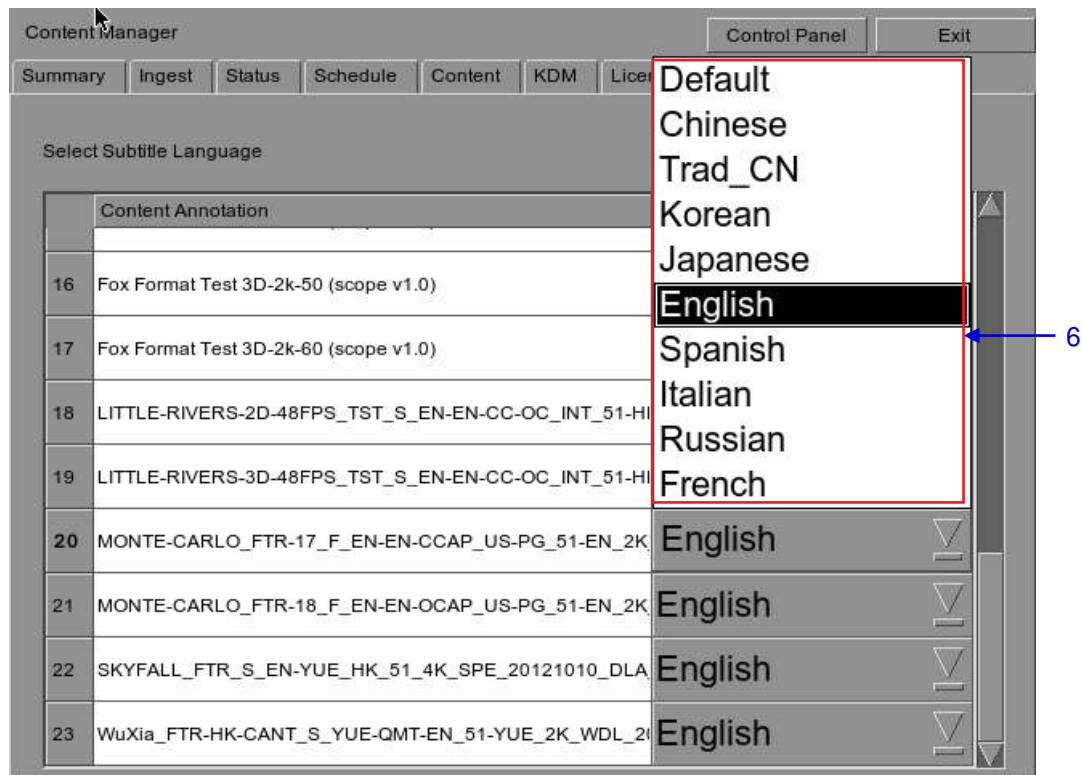 Content Manager
Control Panel
Exit
Summary
Ingest
Status
Schedule
Content
KDM
Select Subtitle Language
Content Annotation
Default
Chinese
Trad_CN
Korean
Japanese
English
Spanish
Italian
Russian
French
6
16 Fox Format Test 3D-2k-50 (scope v1.0)
17 Fox Format Test 3D-2k-60 (scope v1.0)
18 LITTLE-RIVERS-2D-48FPS_TST_S_EN-EN-CC-OC_INT_51-HI
19 LITTLE-RIVERS-3D-48FPS_TST_S_EN-EN-CC-OC_INT_51-HI
20 MONTE-CARLO_FTR-17_F_EN-EN-CCAP_US-PG_51-EN_2K_ English
21 MONTE-CARLO_FTR-18_F_EN-EN-OCAP_US-PG_51-EN_2K_ English
22 SKYFALL_FTR_S_EN-YUE_HK_51_4K_SPE_20121010_DLA_ English
23 WuXia_FTR-HK-CANT_S_YUE-QMT-EN_51-YUE_2K_WDL_20 English